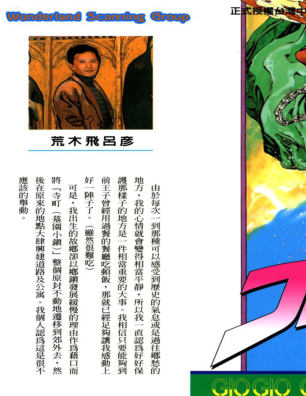 Wonderland Scanning Group
正式授權台灣中
荒木飛呂彥
由於每次一到那種可以感受到歷史的氣息或是過往鄉愁的
地方，我的心情就會變得相當平靜，所以我一直認為好好保
護那樣子的地方是一件相當重要的大事。我相信只要能夠到
前王子曾經用過餐的餐廳吃頓飯，那就已經足夠讓我感動上
好一陣子了。（雖然很難吃）
可是，我出生的故鄉卻以鄉鎮發展緩慢的理由作為藉口而
將「寺町（墓園小鎮）」整個原封不動地遷移到郊外去，然
後在原來的地點大肆興建道路及公寓。我個人認為這是很不
應該的舉動。
GIO GIO